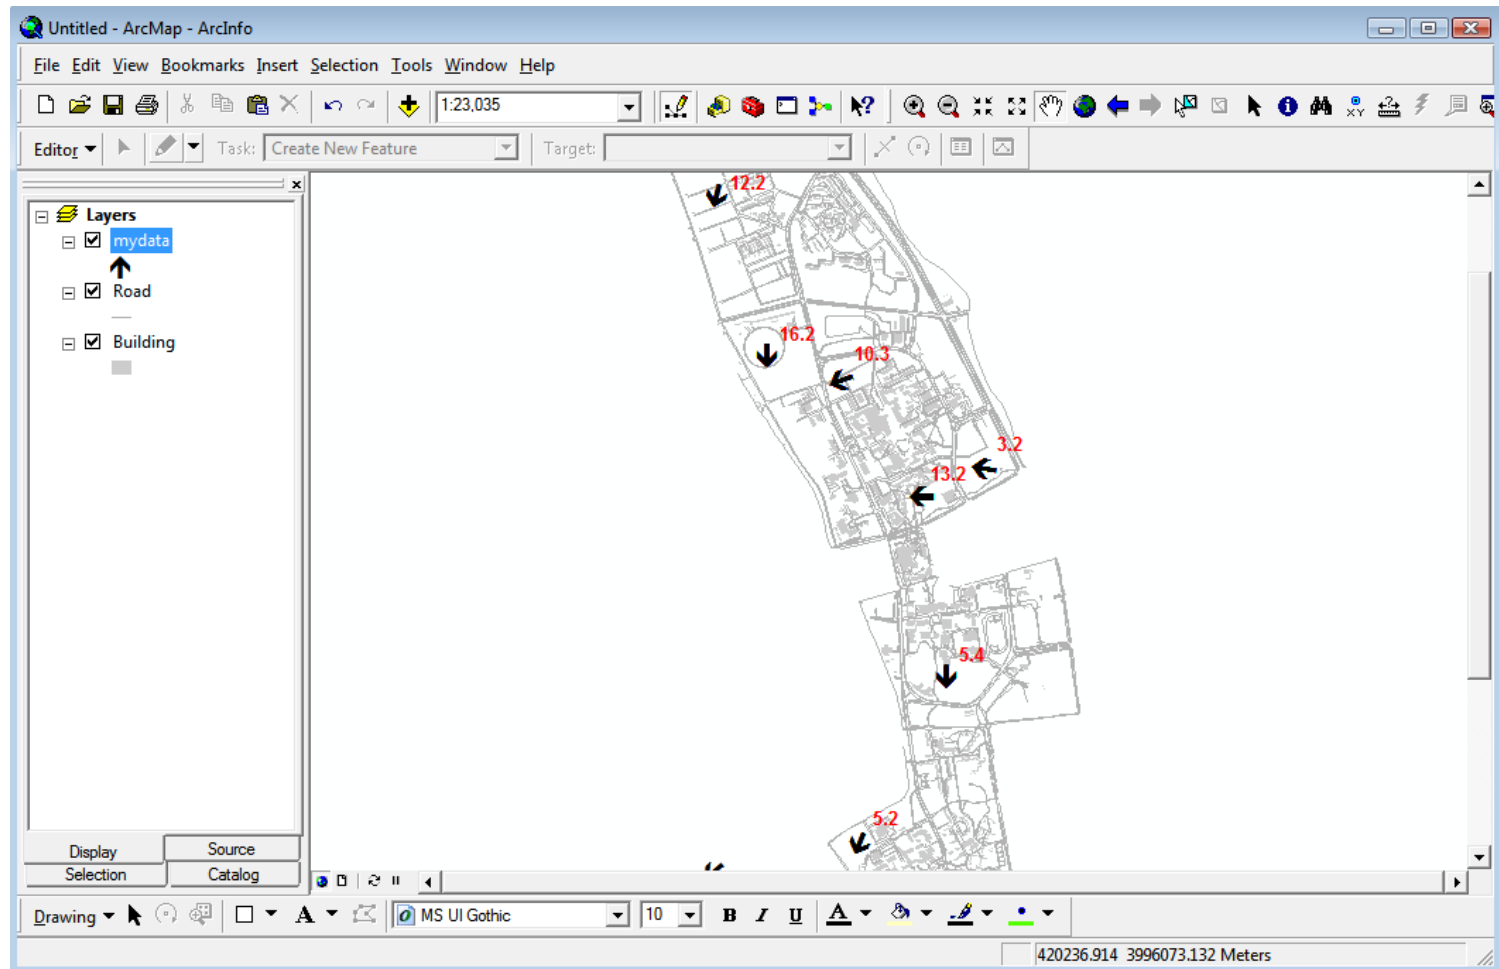 Untitled - ArcMap - ArcInfo
File Edit View Bookmarks Insert Selection Tools Window Help
1:23,035
Editor Task: Create New Feature Target:
Layers
mydata
Road
Building
12.2
16.2
10.3
3.2
13.2
5.4
5.2
Display Source
Selection Catalog
Drawing A MS UI Gothic 10 B I U A
420236.914 3996073.132 Meters